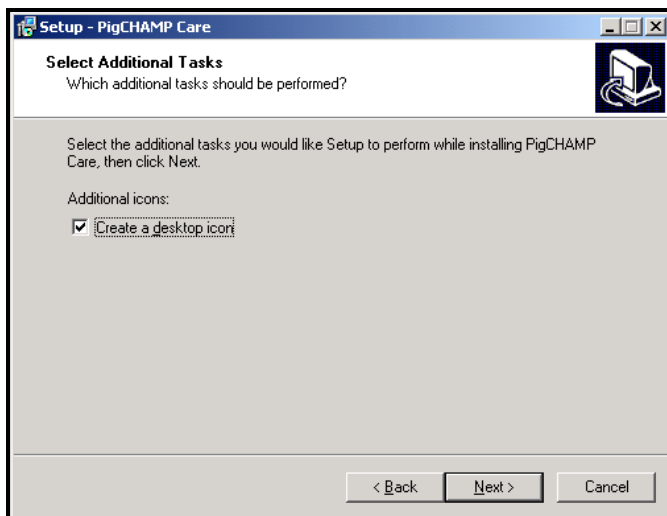 Setup - PigCHAMP Care
Select Additional Tasks
Which additional tasks should be performed?
Select the additional tasks you would like Setup to perform while installing PigCHAMP
Care, then click Next.
Additional icons:
Create a desktop icon
< Back
Next >
Cancel